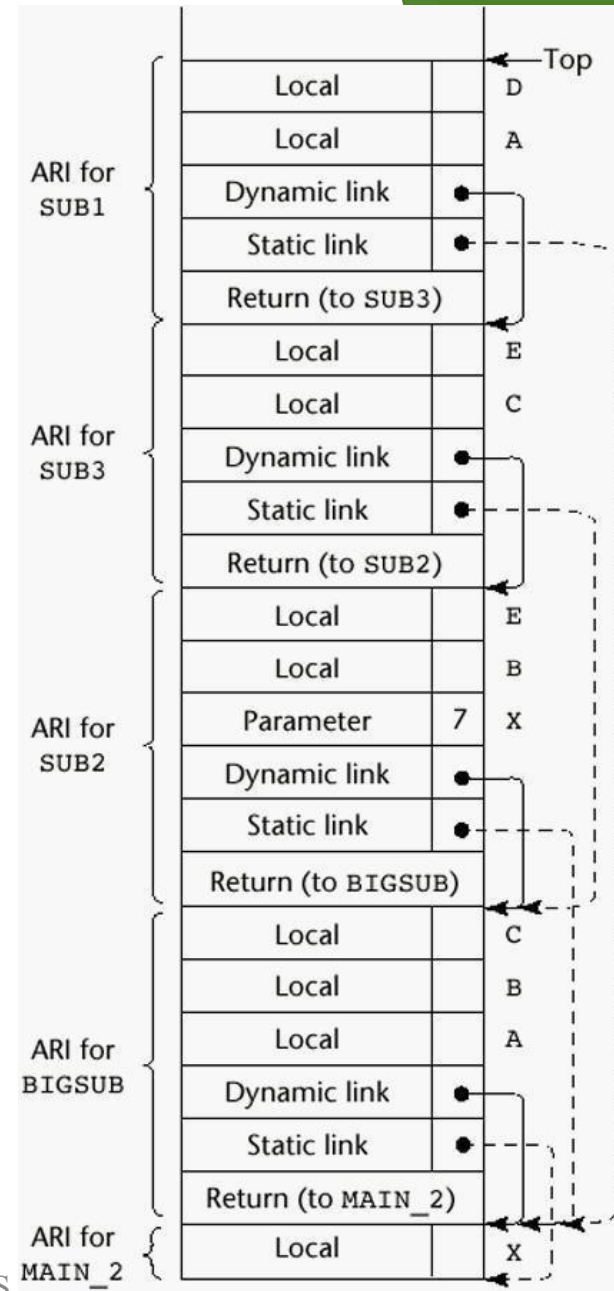 Top
Local D
Local A
ARI for
SUB1
Dynamic link
Static link
Return (to SUB3)
Local E
Local C
ARI for
SUB3
Dynamic link
Static link
Return (to SUB2)
Local E
Local B
ARI for
SUB2
Parameter 7 X
Dynamic link
Static link
Return (to BIGSUB)
Local C
Local B
Local A
ARI for
BIGSUB
Dynamic link
Static link
Return (to MAIN_2)
ARI for
MAIN_2
Local X